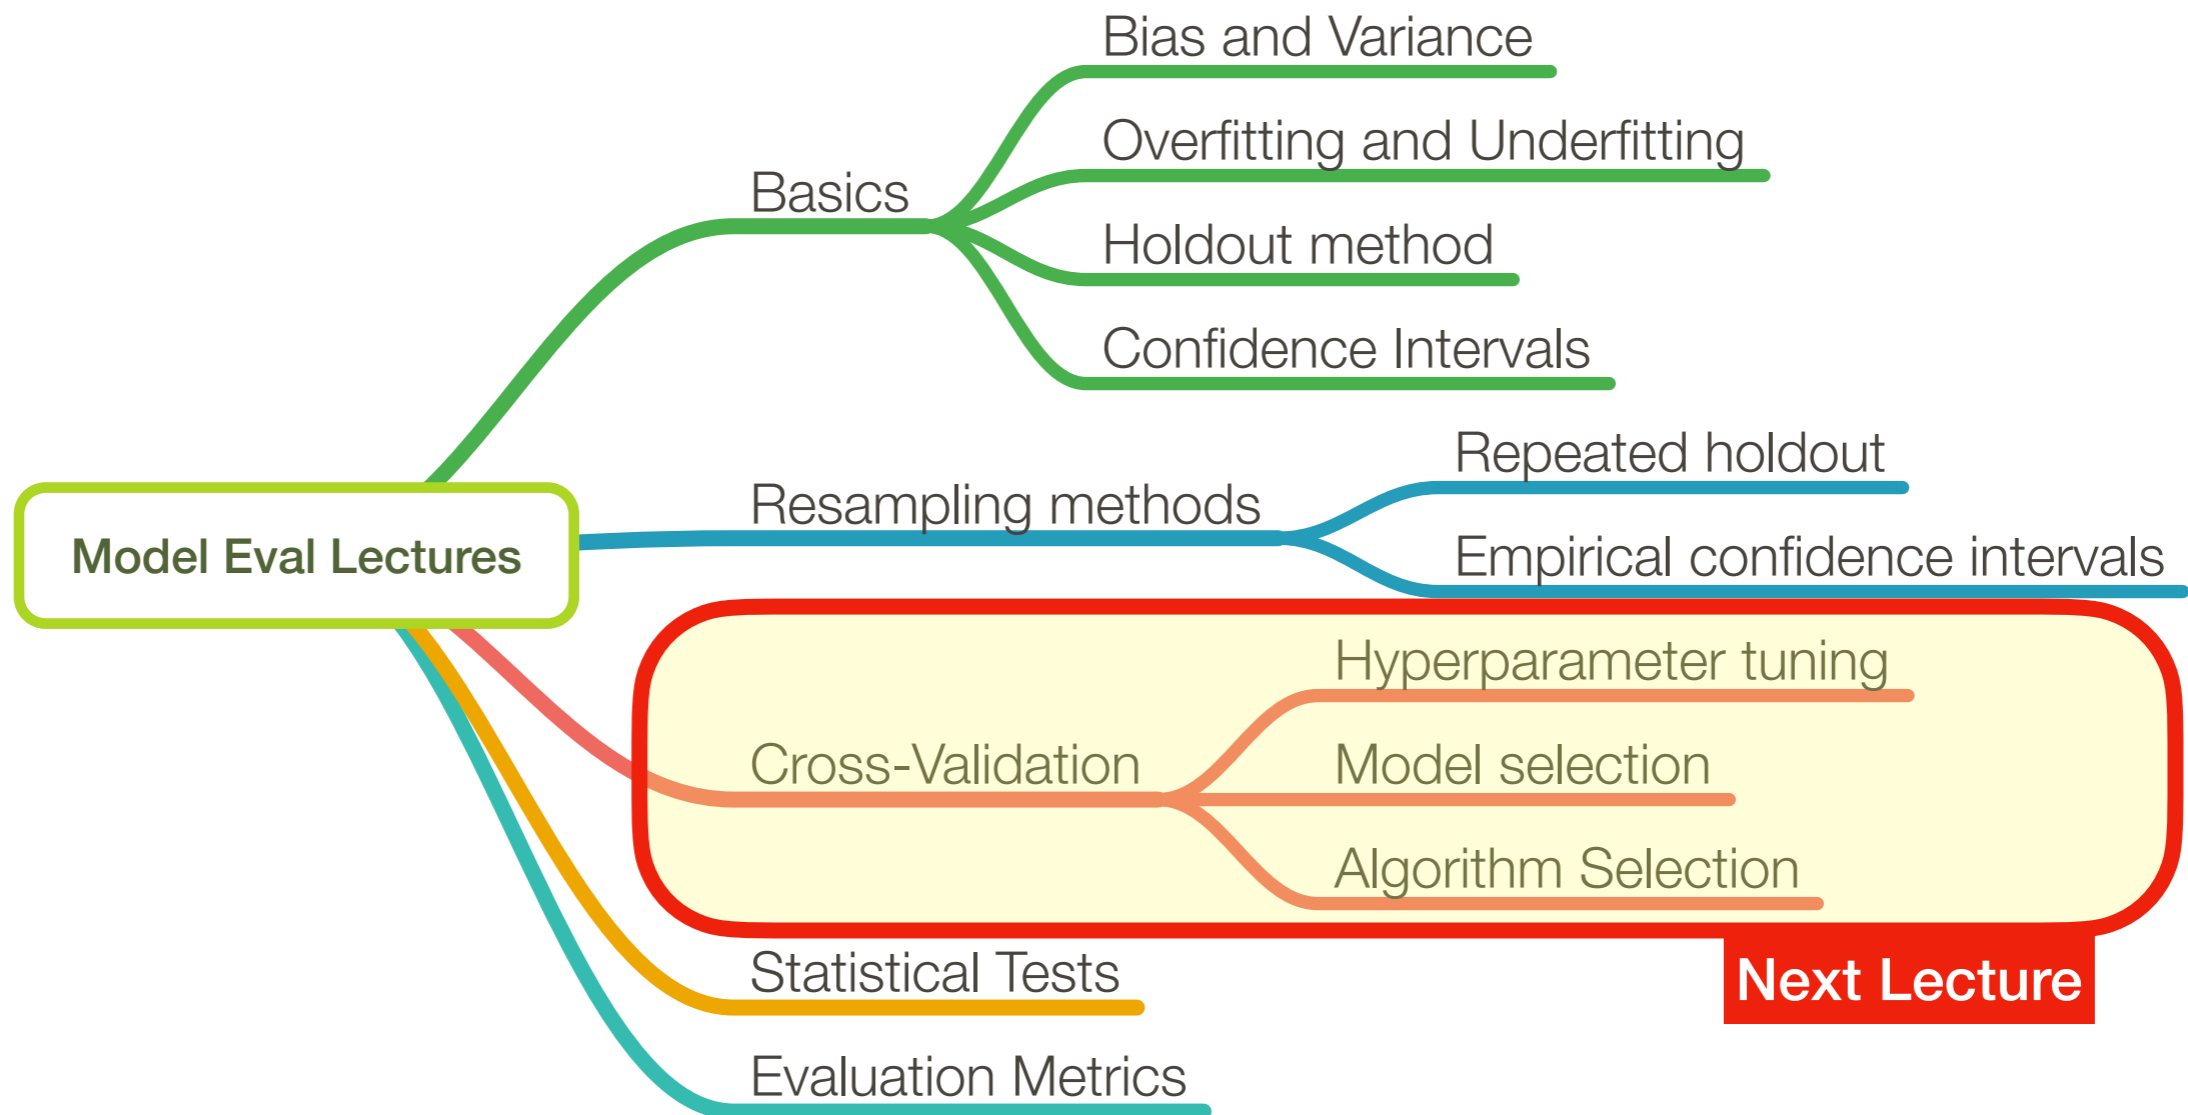 Bias and Variance
Overfitting and Underfitting
Basics
Holdout method
Confidence Intervals
Repeated holdout
Resampling methods
Empirical confidence intervals
Model Eval Lectures
Hyperparameter tuning
Cross-Validation
Model selection
Algorithm Selection
Statistical Tests
Next Lecture
Evaluation Metrics